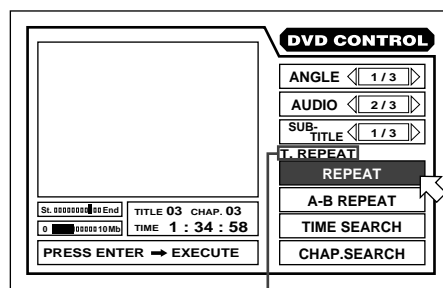 DVD CONTROL
ANGLE 1 / 3
AUDIO 2 / 3
SUB-
TITLE 1 / 3
T. REPEAT
REPEAT
A-B REPEAT
TIME SEARCH
CHAP.SEARCH
St. End
0 10Mb
TITLE 03 CHAP. 03
TIME 1 : 34 : 58
PRESS ENTER ➞ EXECUTE